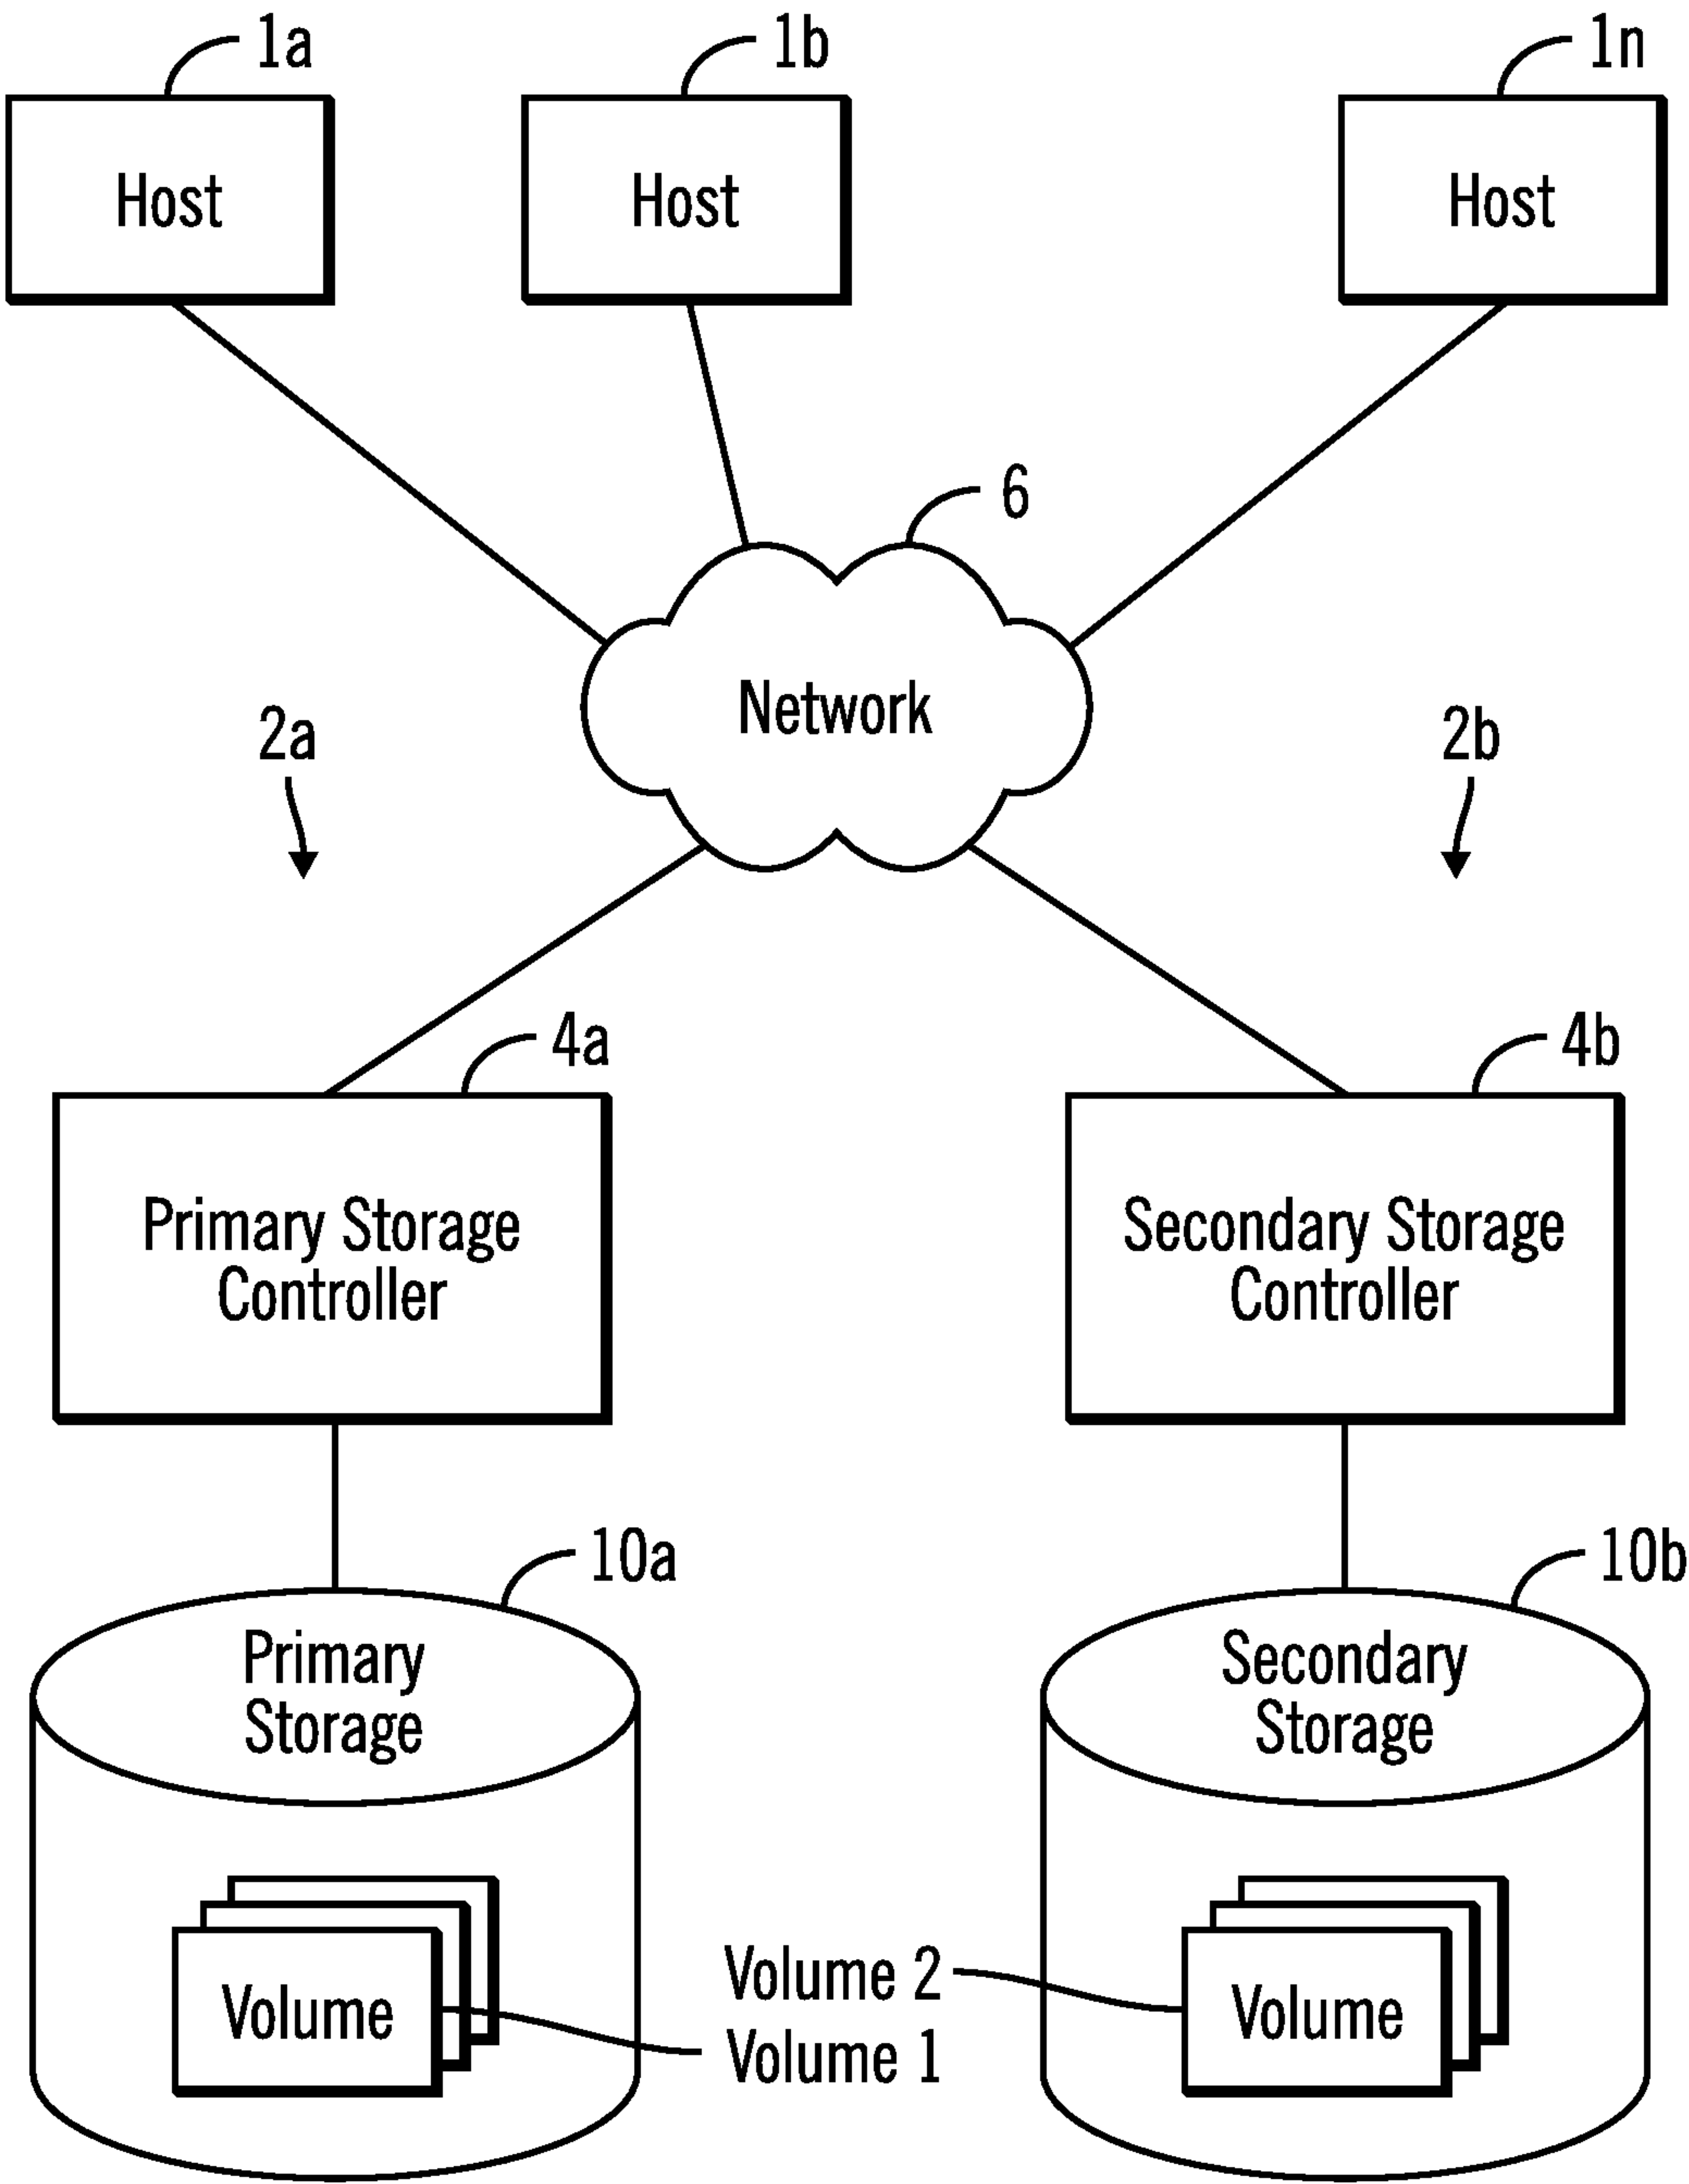 1a
1b
1n
Host
Host
Host
6
Network
2a
2b
4a
4b
Primary Storage
Controller
Secondary Storage
Controller
10a
10b
Primary
Storage
Secondary
Storage
Volume
Volume 2
Volume 1
Volume